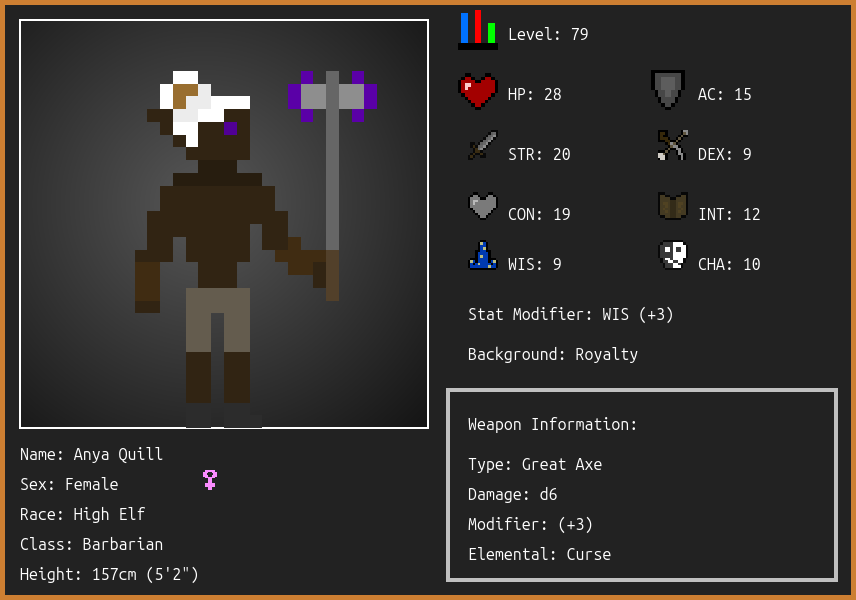 Level: 79
HP: 28
AC: 15
STR: 20
DEX: 9
CON: 19
INT: 12
WIS: 9
CHA: 10
Stat Modifier: WIS (+3)
Background: Royalty
Weapon Information:
Type: Great Axe
Damage: d6
Modifier: (+3)
Elemental: Curse
Name: Anya Quill
Sex: Female
Race: High Elf
Class: Barbarian
Height: 157cm (5'2")